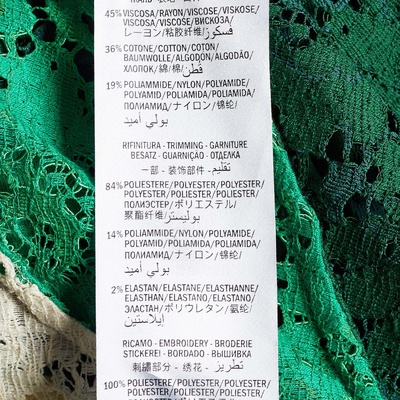 45% VISCOSA/RAYON/VISCOSE/VISKOSE/
VISCOSA/VISCOSE/ВИСКОЗА/
レーヨン/粘胶纤维/فسكوز
36% COTONE/COTTON/COTON/
BAUMWOLLE/ALGODON/ALGODÃO/
ХЛОПОК/綿/棉/قطن
19% POLIAMMIDE/NYLON/POLYAMIDE/
POLYAMID/POLIAMIDA/POLIAMIDA/
ПОЛИАМИД/ナイロン/锦纶/
بولي أميد
RIFINITURA - TRIMMING - GARNITURE
BESATZ - GUARNIÇÃO - ОТДЕЛКА
一部 - 装饰部件 - تقليم
84% POLIESTERE/POLYESTER/POLYESTER/
POLYESTER/POLIESTER/POLIESTER/
ПОЛИЭСТЕР/ポリエステル/
聚酯纤维/بوليستر
14% POLIAMMIDE/NYLON/POLYAMIDE/
POLYAMID/POLIAMIDA/POLIAMIDA/
ПОЛИАМИД/ナイロン/锦纶/
بولي أميد
2% ELASTAN/ELASTANE/ELASTHANNE/
ELASTHAN/ELASTANO/ELASTANO/
ЭЛАСТАН/ポリウレタン/氨纶/
إيلاستين
RICAMO - EMBROIDERY - BRODERIE
STICKEREI - BORDADO - ВЫШИВКА
刺繍部分 - 绣花 - تطريز
100% POLIESTERE/POLYESTER/POLYESTER/
POLYESTER/POLIESTER/POLIESTER/